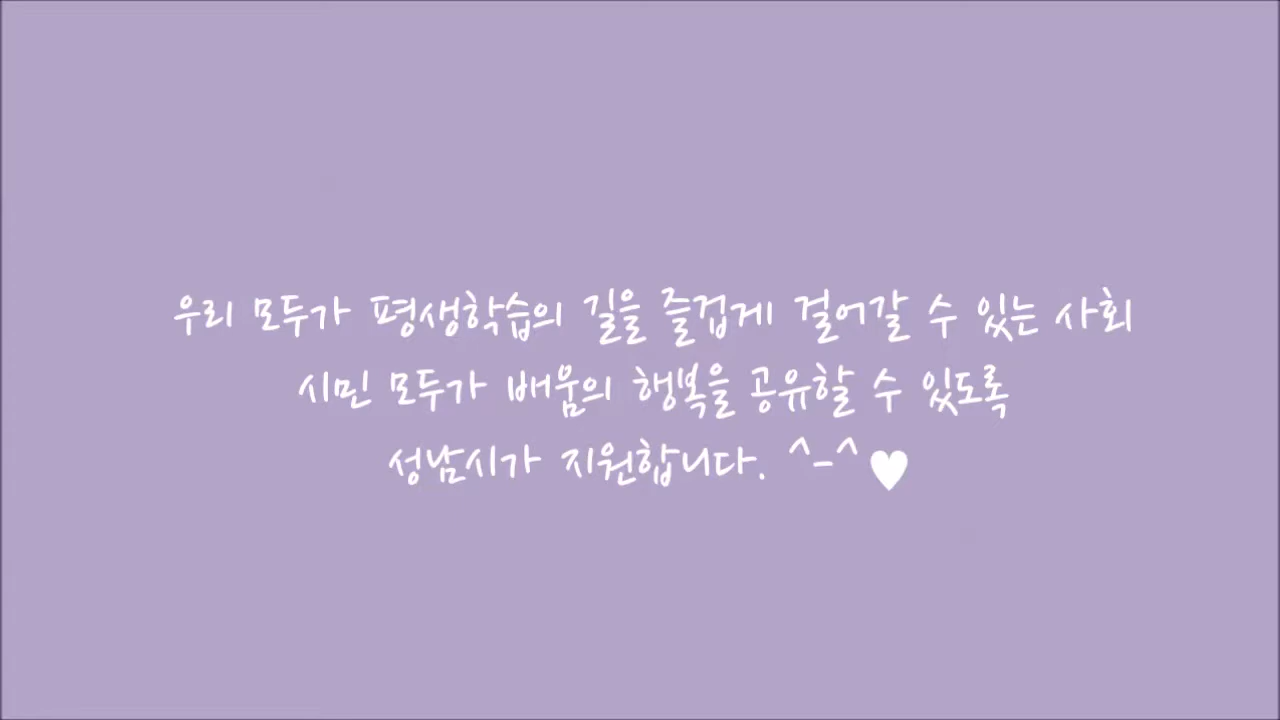 우리 모두가 평생학습의 길을 즐겁게 걸어갈 수 있는 사회
시민 모두가 배움의 행복을 공유할 수 있도록
성남시가 지원합니다. ^-^♥